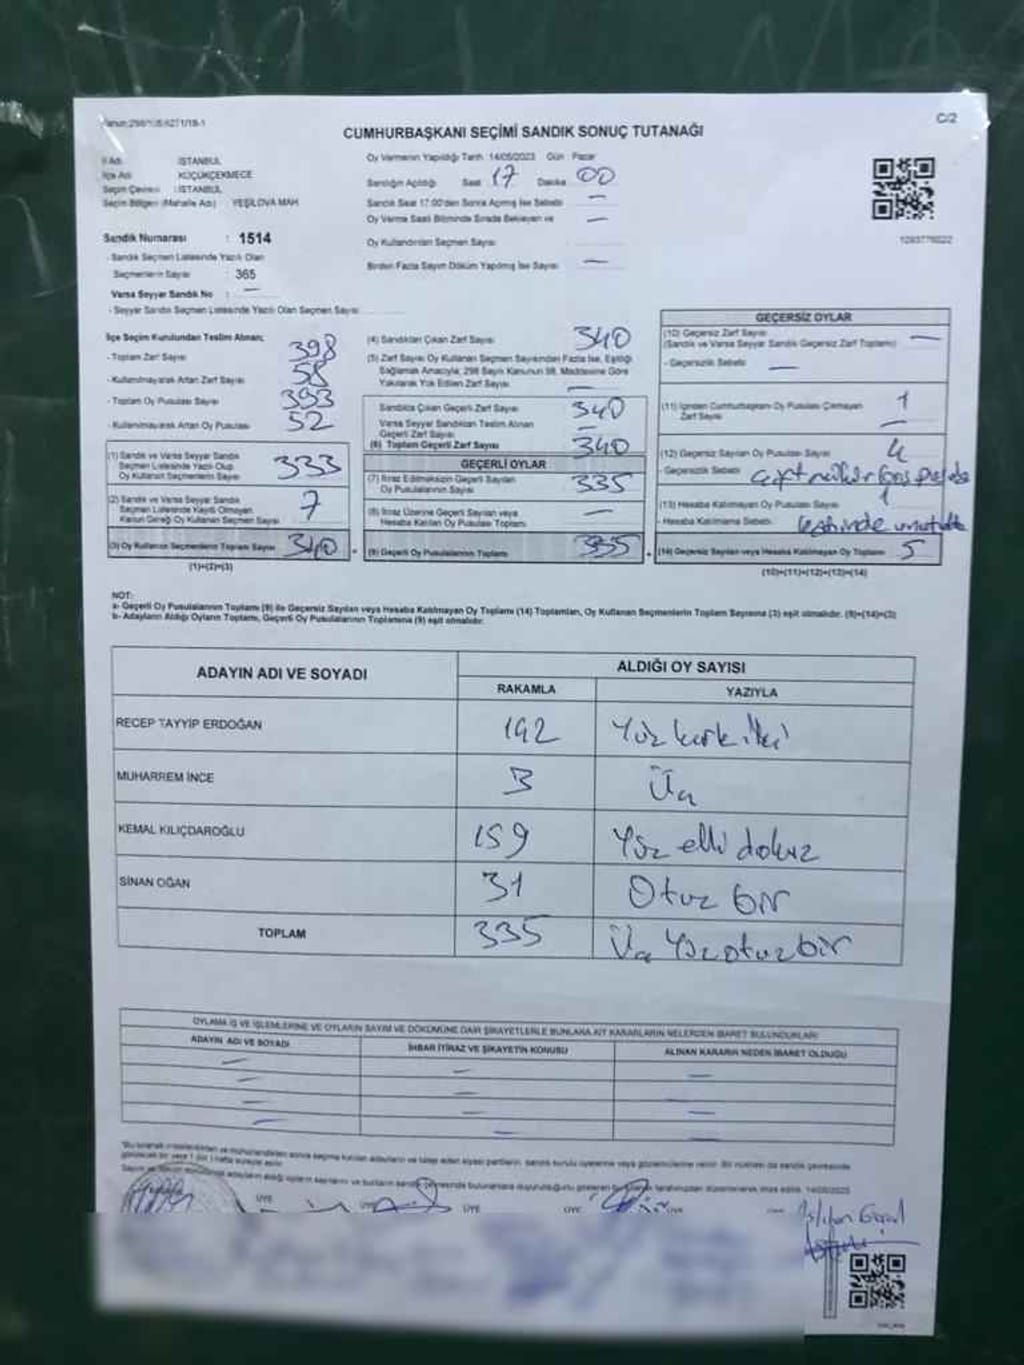 C/2
CUMHURBAŞKANI SEÇİMİ SANDIK SONUÇ TUTANAĞI
İl Adı : İSTANBUL
İlçe Adı : KÜÇÜKÇEKMECE
Seçim Çevresi : İSTANBUL
Seçim Bölgesi (Mahalle Adı) : YEŞİLOVA MAH
Sandık Numarası : 1514
- Sandık Seçmen Listesinde Yazılı Olan
Seçmenlerin Sayısı : 365
Varsa Seyyar Sandık No : —
- Seyyar Sandık Seçmen Listesinde Yazılı Olan Seçmen Sayısı
Oy Vermenin Yapıldığı Tarih : 14/05/2023 Gün : Pazar
Sandığın Açıldığı Saat 17 Dakika 00
Sandık Saat 17:00'den Sonra Açılmış İse Sebebi —
Oy Verme Saati Bitiminde Sırada Bekleyen ve —
Oy Kullandırılan Seçmen Sayısı
Birden Fazla Sayım Döküm Yapılmış İse Sayısı —
İlçe Seçim Kurulundan Teslim Alınan;
- Toplam Zarf Sayısı 398
- Kullanılmayarak Artan Zarf Sayısı 58
- Toplam Oy Pusulası Sayısı 393
- Kullanılmayarak Artan Oy Pusulası 52
(1) Sandık ve Varsa Seyyar Sandık
Seçmen Listesinde Yazılı Olup
Oy Kullanan Seçmenlerin Sayısı 333
(2) Sandık ve Varsa Seyyar Sandık
Seçmen Listesinde Kayıtlı Olmayan
Kanun Gereği Oy Kullanan Seçmen Sayısı 7
(3) Oy Kullanan Seçmenlerin Toplam Sayısı 340
(1)+(2)=(3)
(4) Sandıktan Çıkan Zarf Sayısı 340
(5) Zarf Sayısı Oy Kullanan Seçmen Sayısından Fazla İse, Eşitliği
Sağlamak Amacıyla, 298 Sayılı Kanunun 98. Maddesine Göre
Yakılarak Yok Edilen Zarf Sayısı —
Sandıkta Çıkan Geçerli Zarf Sayısı 340
Varsa Seyyar Sandıktan Teslim Alınan
Geçerli Zarf Sayısı —
(6) Toplam Geçerli Zarf Sayısı 340
GEÇERLİ OYLAR
(7) İtiraz Edilmeksizin Geçerli Sayılan
Oy Pusulasının Sayısı 335
(8) İtiraz Üzerine Geçerli Sayılan veya
Hesaba Katılan Oy Pusulası Toplamı —
(9) Geçerli Oy Pusulalarının Toplamı 335
GEÇERSİZ OYLAR
(10) Geçersiz Zarf Sayısı
(Sandık ve Varsa Seyyar Sandık Geçersiz Zarf Toplamı) —
- Geçersizlik Sebebi —
(11) İçinden Cumhurbaşkanı Oy Pusulası Çıkmayan
Zarf Sayısı 1
(12) Geçersiz Sayılan Oy Pusulası Sayısı 4
- Geçersizlik Sebebi
(13) Hesaba Katılmayan Oy Pusulası Sayısı
- Hesaba Katılmama Sebebi
(14) Geçersiz Sayılan veya Hesaba Katılmayan Oy Toplamı 5
(10)+(11)+(12)+(13)=(14)
NOT:
a- Geçerli Oy Pusulalarının Toplamı (9) ile Geçersiz Sayılan veya Hesaba Katılmayan Oy Toplamı (14) Toplamları, Oy Kullanan Seçmenlerin Toplam Sayısına (3) eşit olmalıdır. (9)+(14)=(3)
b- Adayların Aldığı Oyların Toplamı, Geçerli Oy Pusulalarının Toplamına (9) eşit olmalıdır.
ADAYIN ADI VE SOYADI ALDIĞI OY SAYISI
RAKAMLA YAZIYLA
RECEP TAYYİP ERDOĞAN 142 Yüz kırk iki
MUHARREM İNCE 3 Üç
KEMAL KILIÇDAROĞLU 159 Yüz elli dokuz
SİNAN OĞAN 31 Otuz bir
TOPLAM 335 Üç Yüz otuz bir
OYLAMA İŞ VE İŞLEMLERİNE VE OYLARIN SAYIM VE DÖKÜMÜNE DAİR ŞİKAYETLERLE BUNLARA AİT KARARLARIN NELERDEN İBARET BULUNDUKLARI
ADAYIN ADI VE SOYADI İHBAR İTİRAZ VE ŞİKAYETİN KONUSU ALINAN KARARIN NEDEN İBARET OLDUĞU
— — —
— — —
— — —
— — —
ÜYE ÜYE ÜYE ÜYE